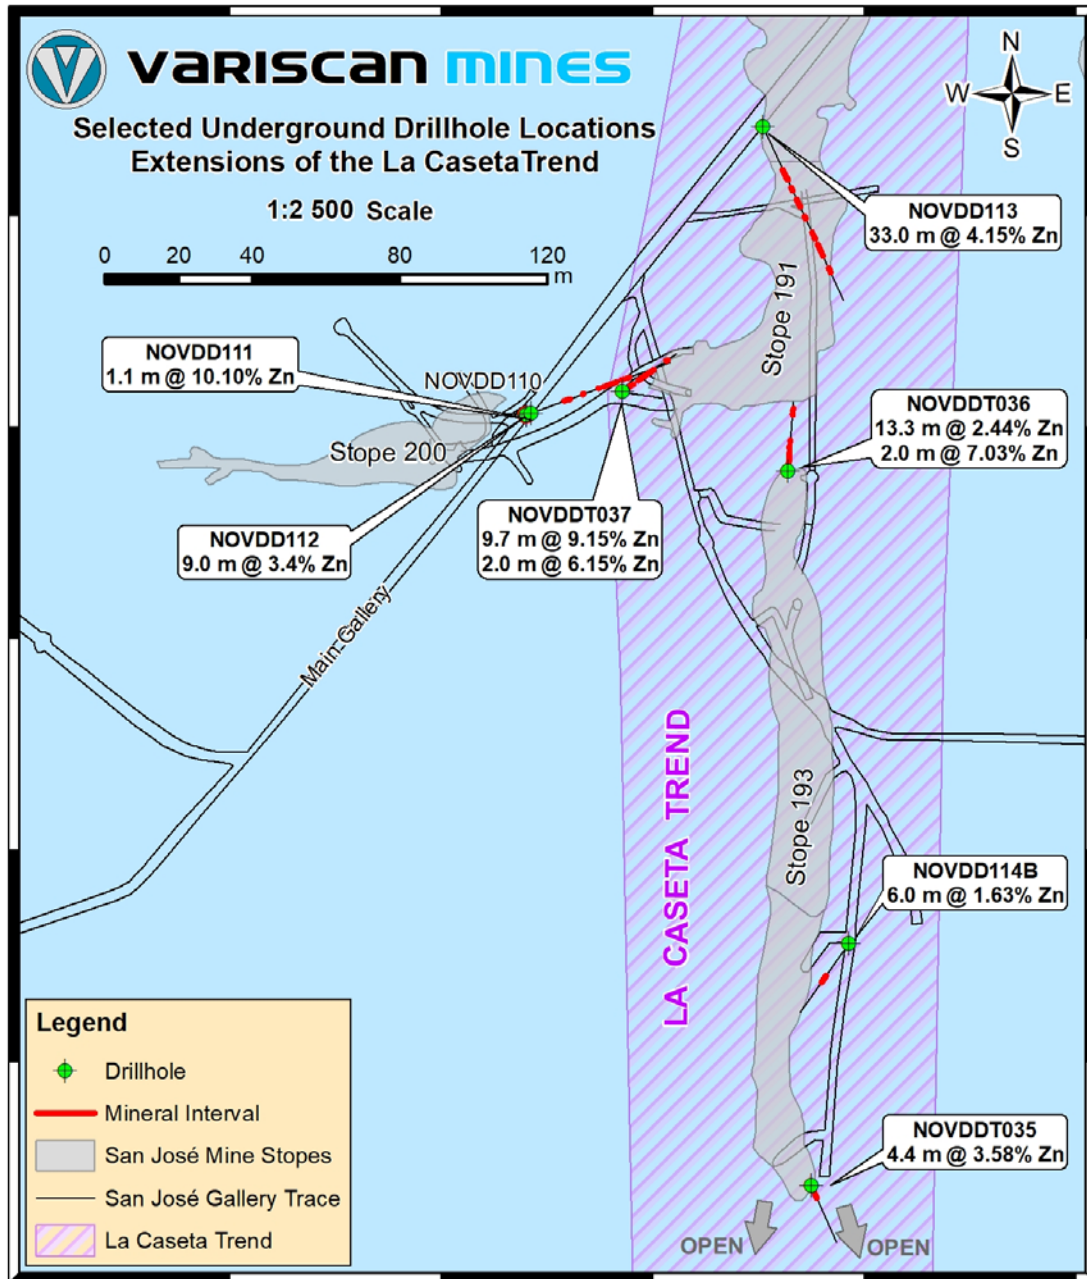 VARISCAN MINES
Selected Underground Drillhole Locations
Extensions of the La CasetaTrend
1:2 500 Scale
0 20 40 80 120
m
N
W E
S
NOVDD113
33.0 m @ 4.15% Zn
Stope 191
NOVDD111
1.1 m @ 10.10% Zn
NOVDD110
NOVDDT036
13.3 m @ 2.44% Zn
2.0 m @ 7.03% Zn
Stope 200
NOVDDT037
9.7 m @ 9.15% Zn
2.0 m @ 6.15% Zn
NOVDD112
9.0 m @ 3.4% Zn
Main Gallery
LA CASETA TREND
Stope 193
NOVDD114B
6.0 m @ 1.63% Zn
NOVDDT035
4.4 m @ 3.58% Zn
OPEN
OPEN
Legend
Drillhole
Mineral Interval
San José Mine Stopes
San José Gallery Trace
La Caseta Trend